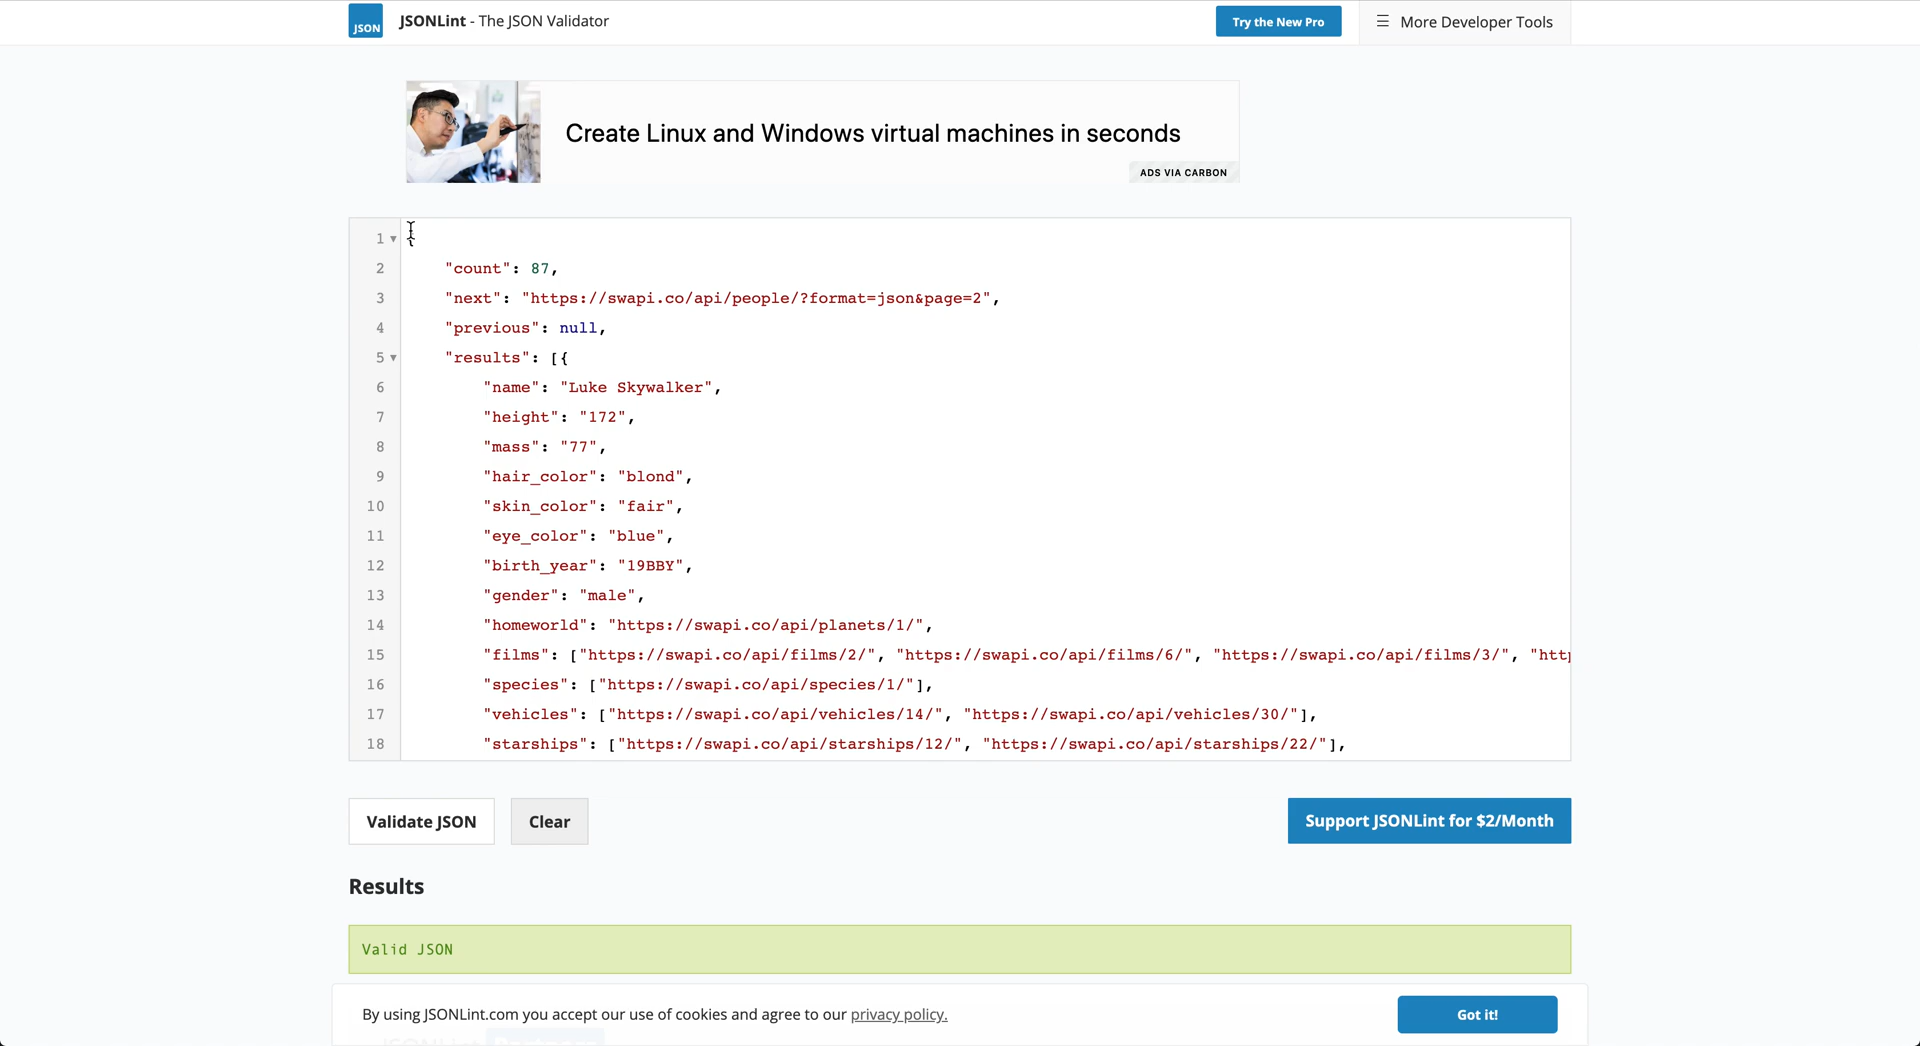 JSON
JSONLint - The JSON Validator
Try the New Pro
☰ More Developer Tools
Create Linux and Windows virtual machines in seconds
ADS VIA CARBON
1 {
2 "count": 87,
3 "next": "https://swapi.co/api/people/?format=json&page=2",
4 "previous": null,
5 "results": [{
6 "name": "Luke Skywalker",
7 "height": "172",
8 "mass": "77",
9 "hair_color": "blond",
10 "skin_color": "fair",
11 "eye_color": "blue",
12 "birth_year": "19BBY",
13 "gender": "male",
14 "homeworld": "https://swapi.co/api/planets/1/",
15 "films": ["https://swapi.co/api/films/2/", "https://swapi.co/api/films/6/", "https://swapi.co/api/films/3/", "http
16 "species": ["https://swapi.co/api/species/1/"],
17 "vehicles": ["https://swapi.co/api/vehicles/14/", "https://swapi.co/api/vehicles/30/"],
18 "starships": ["https://swapi.co/api/starships/12/", "https://swapi.co/api/starships/22/"],
Validate JSON
Clear
Support JSONLint for $2/Month
Results
Valid JSON
By using JSONLint.com you accept our use of cookies and agree to our privacy policy.
Got it!